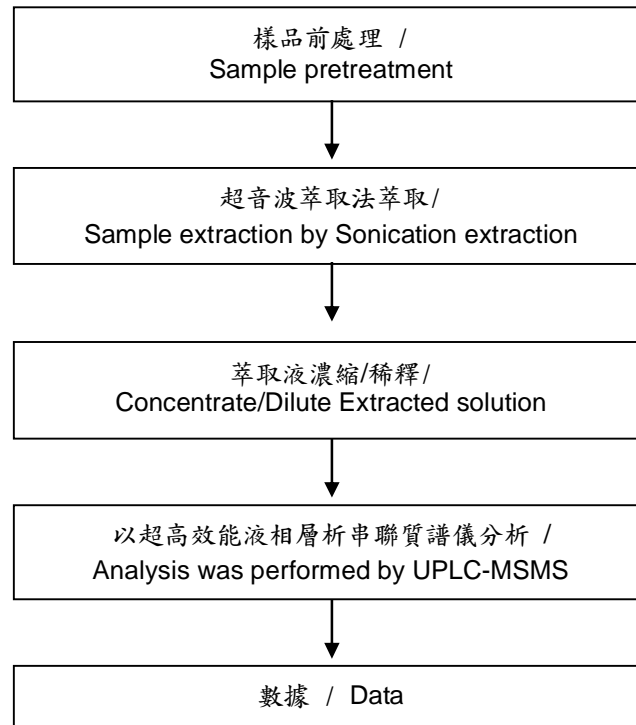 樣品前處理 /
Sample pretreatment
超音波萃取法萃取/
Sample extraction by Sonication extraction
萃取液濃縮/稀釋/
Concentrate/Dilute Extracted solution
以超高效能液相層析串聯質譜儀分析 /
Analysis was performed by UPLC-MSMS
數據 / Data